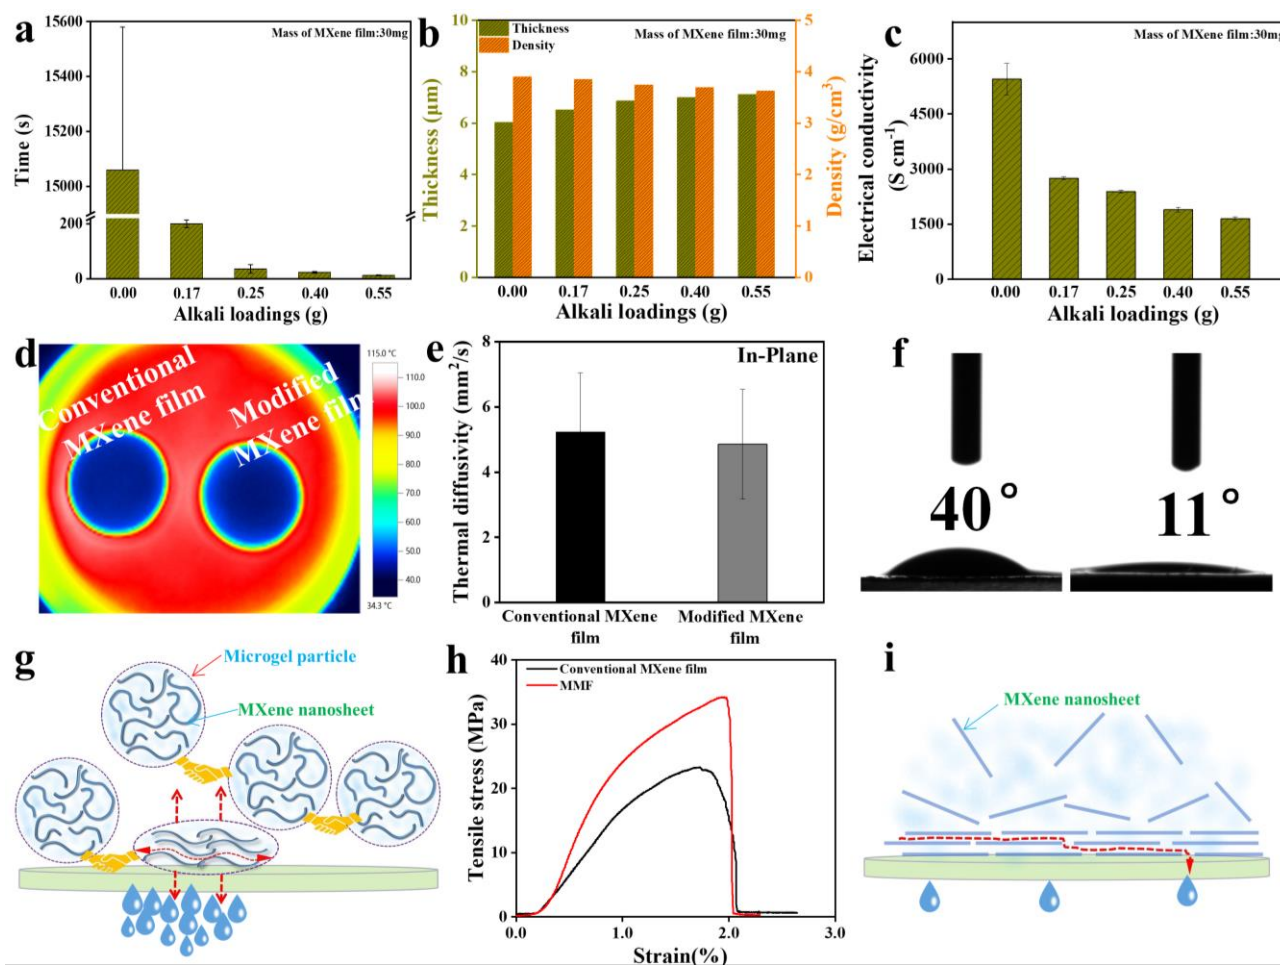 a
Mass of MXene film:30mg
Time (s)
15600
15400
15200
15000
200
0
0.00 0.17 0.25 0.40 0.55
Alkali loadings (g)
b
Thickness
Density
Mass of MXene film:30mg
Thickness (μm)
10
8
6
4
2
0
Density (g/cm³)
5
4
3
2
1
0
0.00 0.17 0.25 0.40 0.55
Alkali loadings (g)
c
Mass of MXene film:30mg
Electrical conductivity
(S cm⁻¹)
6000
4500
3000
1500
0
0.00 0.17 0.25 0.40 0.55
Alkali loadings (g)
d
Conventional
MXene film
Modified
MXene film
115.0 °C
110.0
100.0
90.0
80.0
70.0
60.0
50.0
40.0
34.3 °C
e
In-Plane
Thermal diffusivity (mm²/s)
8
6
4
2
0
Conventional MXene
film
Modified MXene
film
f
40°
11°
g
Microgel particle
MXene nanosheet
h
Conventional MXene film
MMF
Tensile stress (MPa)
40
30
20
10
0
0.0 1.0 2.0 3.0
Strain(%)
i
MXene nanosheet